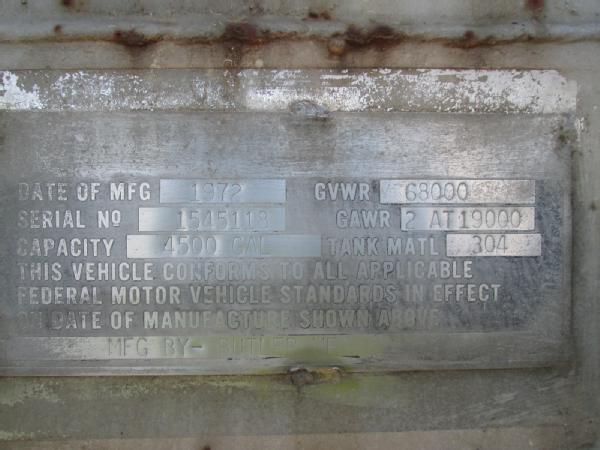 DATE OF MFG 1972 GVWR 68000
SERIAL Nº 1545118 GAWR 2 AT 19000
CAPACITY 4500 GAL TANK MATL 304
THIS VEHICLE CONFORMS TO ALL APPLICABLE
FEDERAL MOTOR VEHICLE STANDARDS IN EFFECT
ON DATE OF MANUFACTURE SHOWN ABOVE
MFG BY- BUTLER